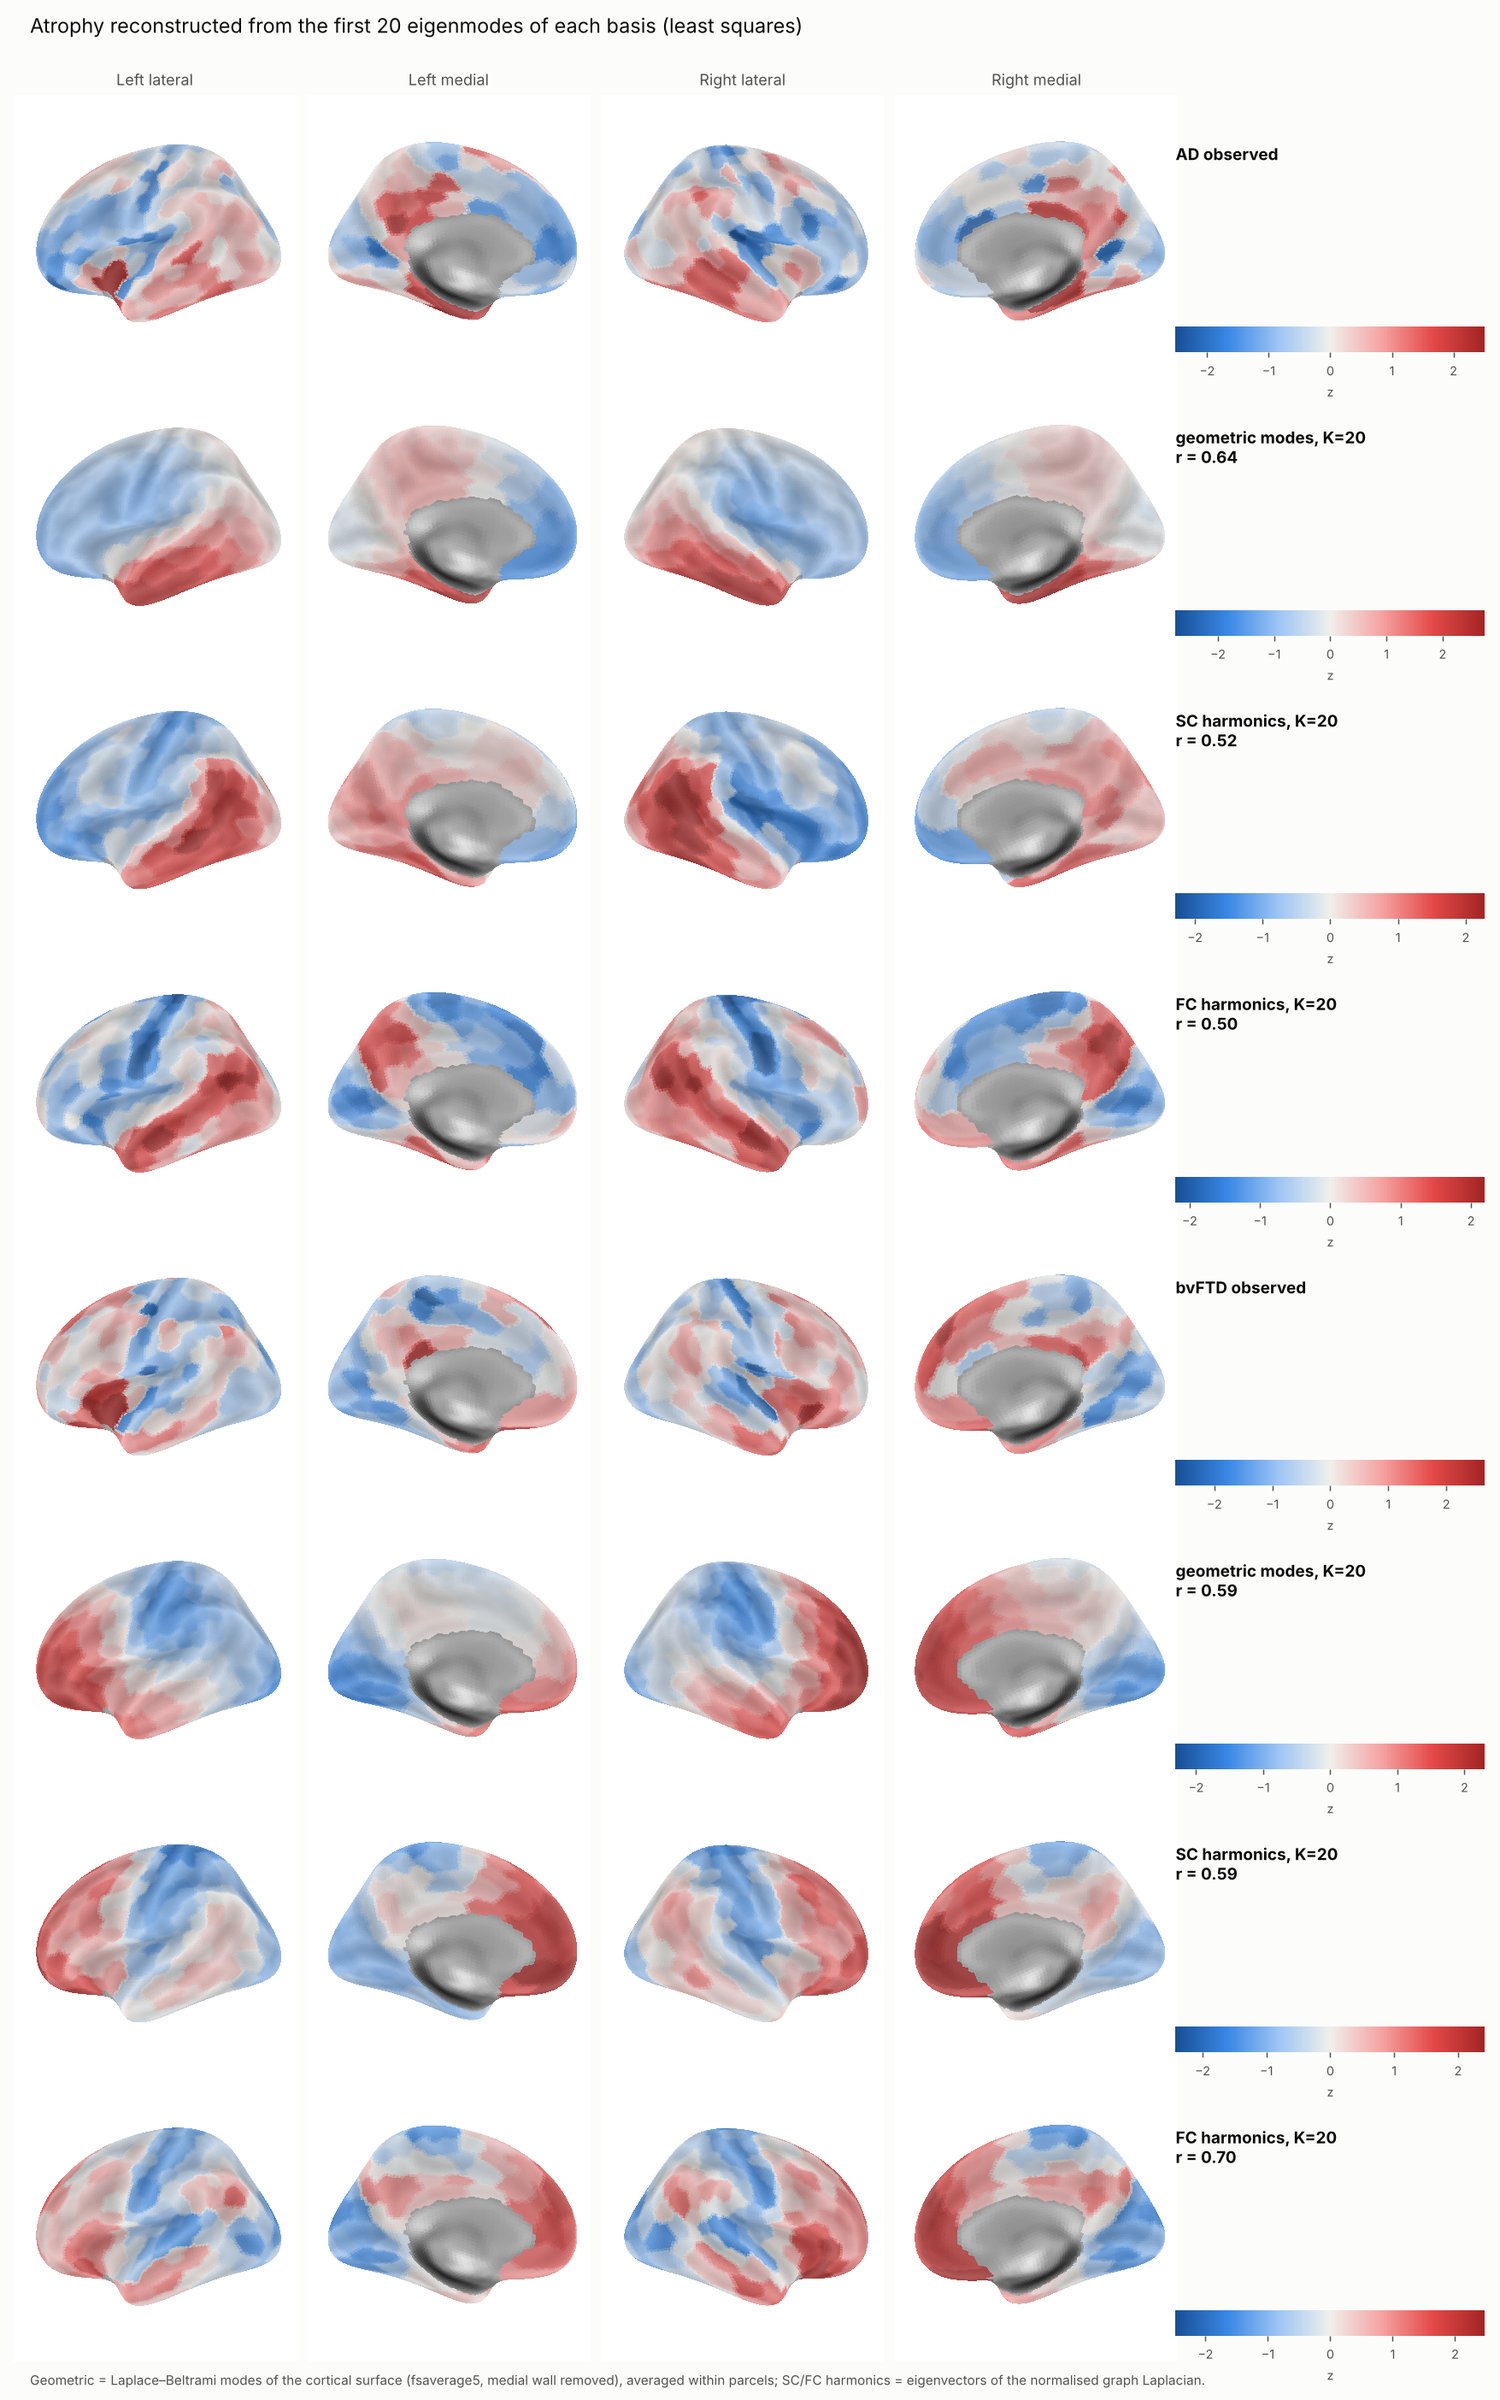 Atrophy reconstructed from the first 20 eigenmodes of each basis (least squares)
Left lateral Left medial Right lateral Right medial
AD observed
−2 −1 0 1 2
z
geometric modes, K=20
r = 0.64
−2 −1 0 1 2
z
SC harmonics, K=20
r = 0.52
−2 −1 0 1 2
z
FC harmonics, K=20
r = 0.50
−2 −1 0 1 2
z
bvFTD observed
−2 −1 0 1 2
z
geometric modes, K=20
r = 0.59
−2 −1 0 1 2
z
SC harmonics, K=20
r = 0.59
−2 −1 0 1 2
z
FC harmonics, K=20
r = 0.70
−2 −1 0 1 2
z
Geometric = Laplace–Beltrami modes of the cortical surface (fsaverage5, medial wall removed), averaged within parcels; SC/FC harmonics = eigenvectors of the normalised graph Laplacian.